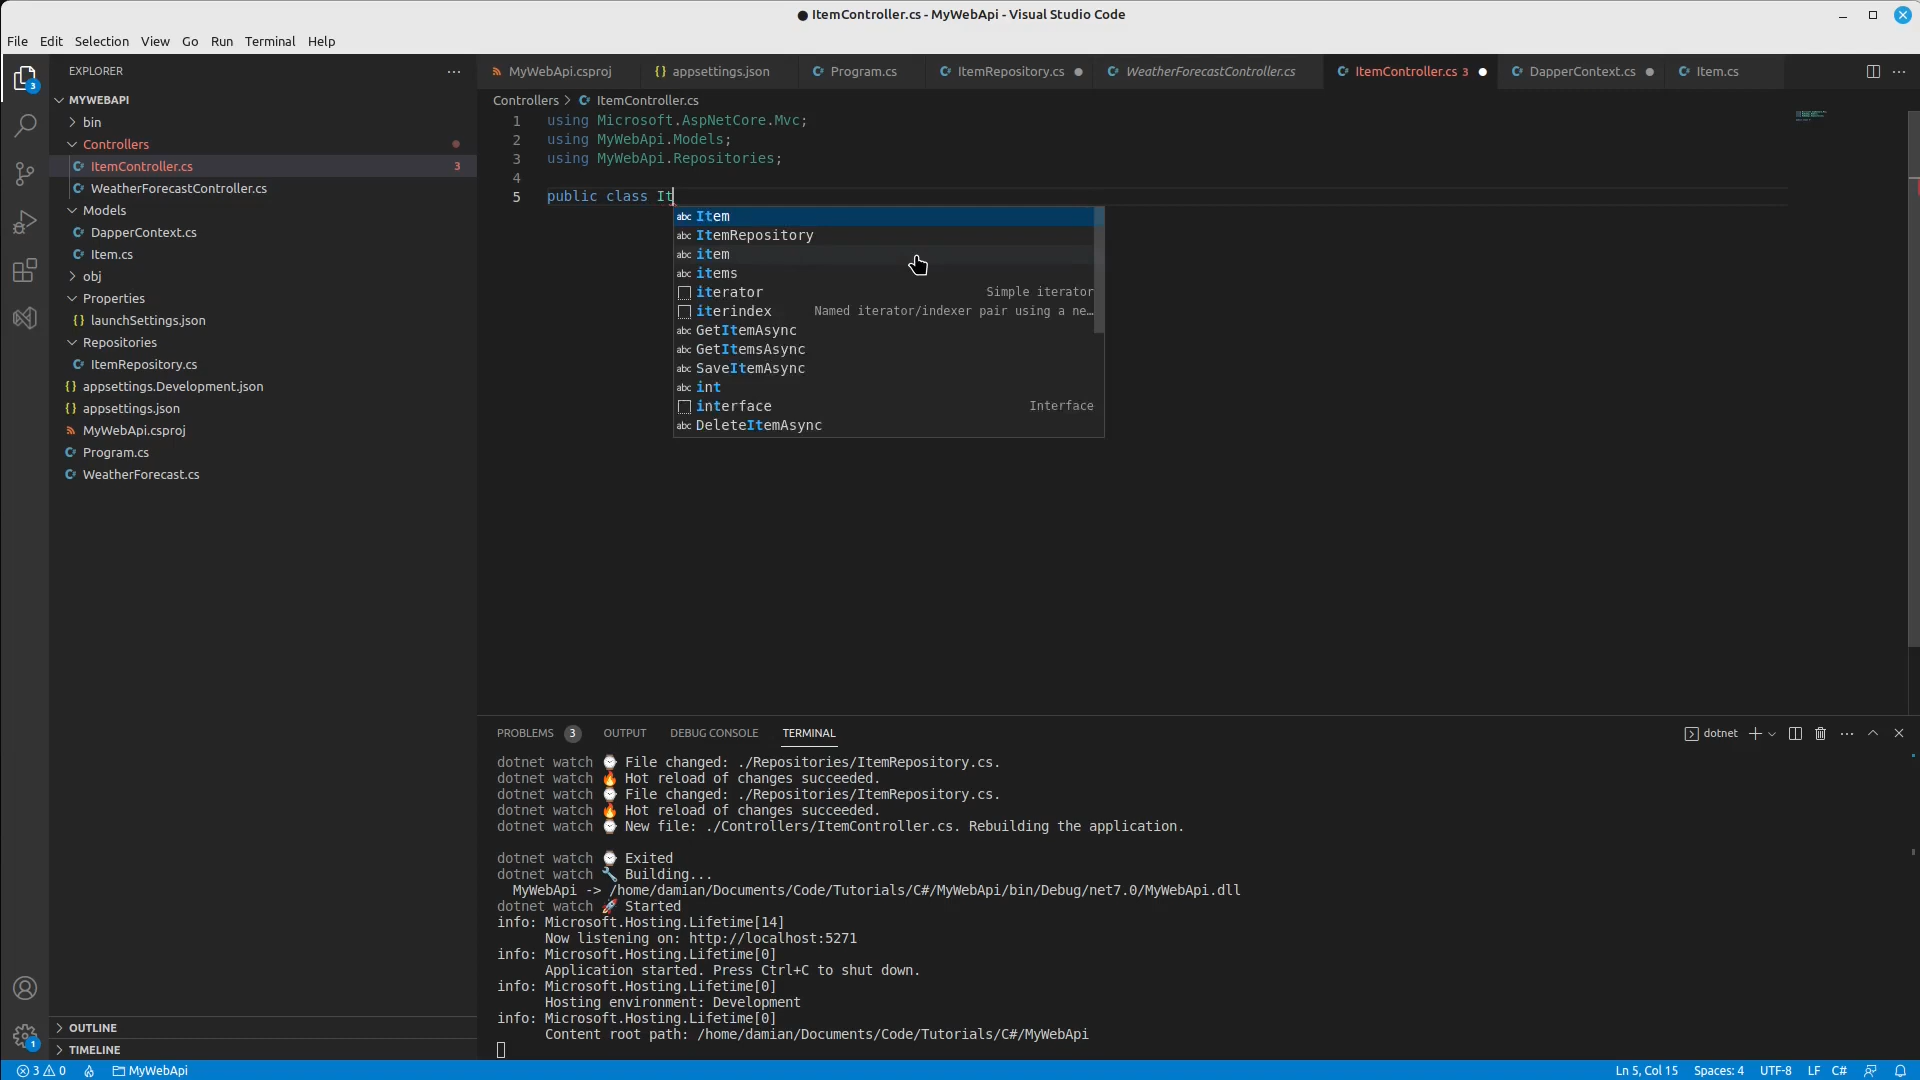 ● ItemController.cs - MyWebApi - Visual Studio Code
File Edit Selection View Go Run Terminal Help
EXPLORER
MYWEBAPI
bin
Controllers
ItemController.cs 3
WeatherForecastController.cs
Models
DapperContext.cs
Item.cs
obj
Properties
{} launchSettings.json
Repositories
ItemRepository.cs
{} appsettings.Development.json
{} appsettings.json
MyWebApi.csproj
Program.cs
WeatherForecast.cs
OUTLINE
TIMELINE
3
1
MyWebApi.csproj {} appsettings.json Program.cs ItemRepository.cs ● WeatherForecastController.cs ItemController.cs 3 ● DapperContext.cs ● Item.cs
Controllers > ItemController.cs
1 using Microsoft.AspNetCore.Mvc;
2 using MyWebApi.Models;
3 using MyWebApi.Repositories;
4
5 public class It
abc Item
abc ItemRepository
abc item
abc items
iterator Simple iterator
iterindex Named iterator/indexer pair using a ne…
abc GetItemAsync
abc GetItemsAsync
abc SaveItemAsync
abc int
interface Interface
abc DeleteItemAsync
PROBLEMS 3 OUTPUT DEBUG CONSOLE TERMINAL
dotnet
dotnet watch ⌚ File changed: ./Repositories/ItemRepository.cs.
dotnet watch 🔥 Hot reload of changes succeeded.
dotnet watch ⌚ File changed: ./Repositories/ItemRepository.cs.
dotnet watch 🔥 Hot reload of changes succeeded.
dotnet watch ⌚ New file: ./Controllers/ItemController.cs. Rebuilding the application.
dotnet watch ⌚ Exited
dotnet watch 🔧 Building...
MyWebApi -> /home/damian/Documents/Code/Tutorials/C#/MyWebApi/bin/Debug/net7.0/MyWebApi.dll
dotnet watch 🚀 Started
info: Microsoft.Hosting.Lifetime[14]
Now listening on: http://localhost:5271
info: Microsoft.Hosting.Lifetime[0]
Application started. Press Ctrl+C to shut down.
info: Microsoft.Hosting.Lifetime[0]
Hosting environment: Development
info: Microsoft.Hosting.Lifetime[0]
Content root path: /home/damian/Documents/Code/Tutorials/C#/MyWebApi
3 0 MyWebApi
Ln 5, Col 15 Spaces: 4 UTF-8 LF C#